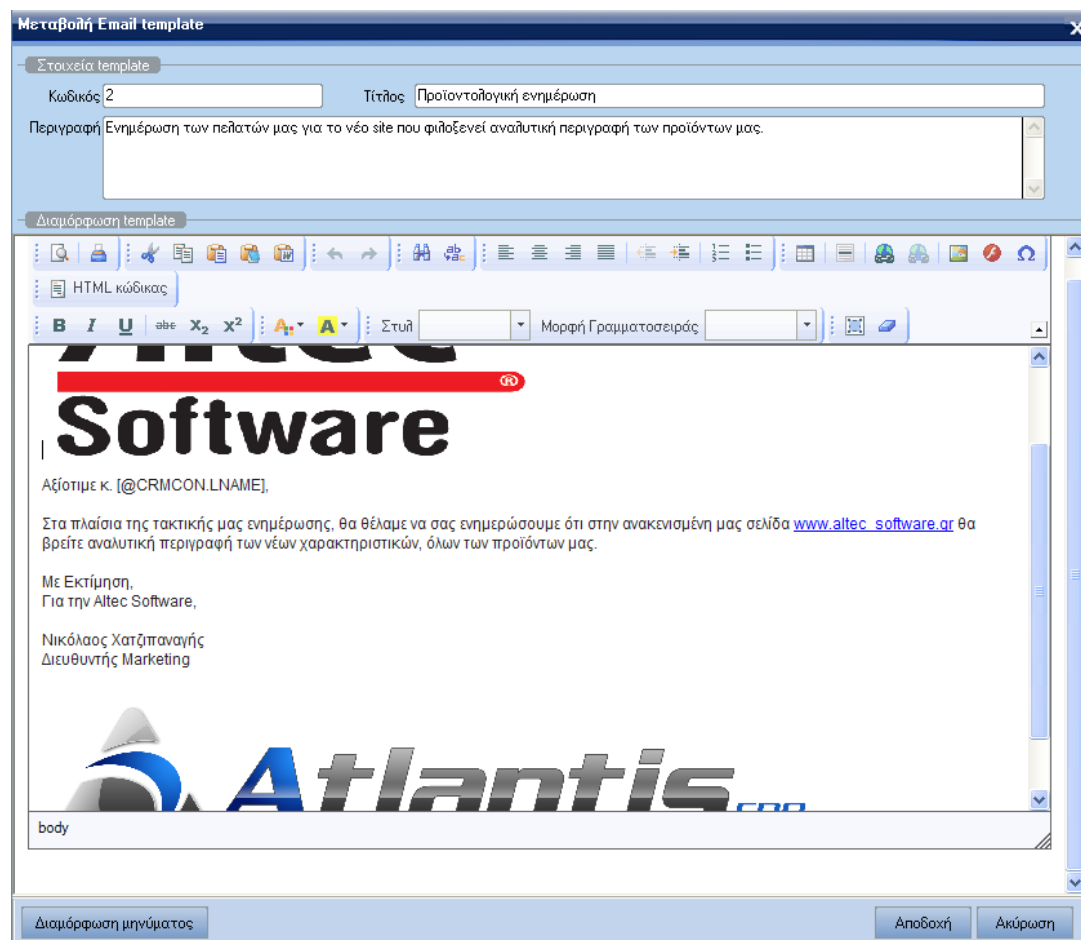 Μεταβολή Email template
Στοιχεία template
Κωδικός 2 Τίτλος Προϊοντολογική ενημέρωση
Περιγραφή Ενημέρωση των πελατών μας για το νέο site που φιλοξενεί αναλυτική περιγραφή των προϊόντων μας.
Διαμόρφωση template
HTML κώδικας
B I U abc X₂ X² A A Στυλ Μορφή Γραμματοσειράς
Altec
Software
Αξίοτιμε κ. [@CRMCON.LNAME],
Στα πλαίσια της τακτικής μας ενημέρωσης, θα θέλαμε να σας ενημερώσουμε ότι στην ανακενισμένη μας σελίδα www.altec_software.gr θα
βρείτε αναλυτική περιγραφή των νέων χαρακτηριστικών, όλων των προϊόντων μας.
Με Εκτίμηση,
Για την Altec Software,
Νικόλαος Χατζιπαναγής
Διευθυντής Marketing
Atlantis
body
Διαμόρφωση μηνύματος Αποδοχή Ακύρωση